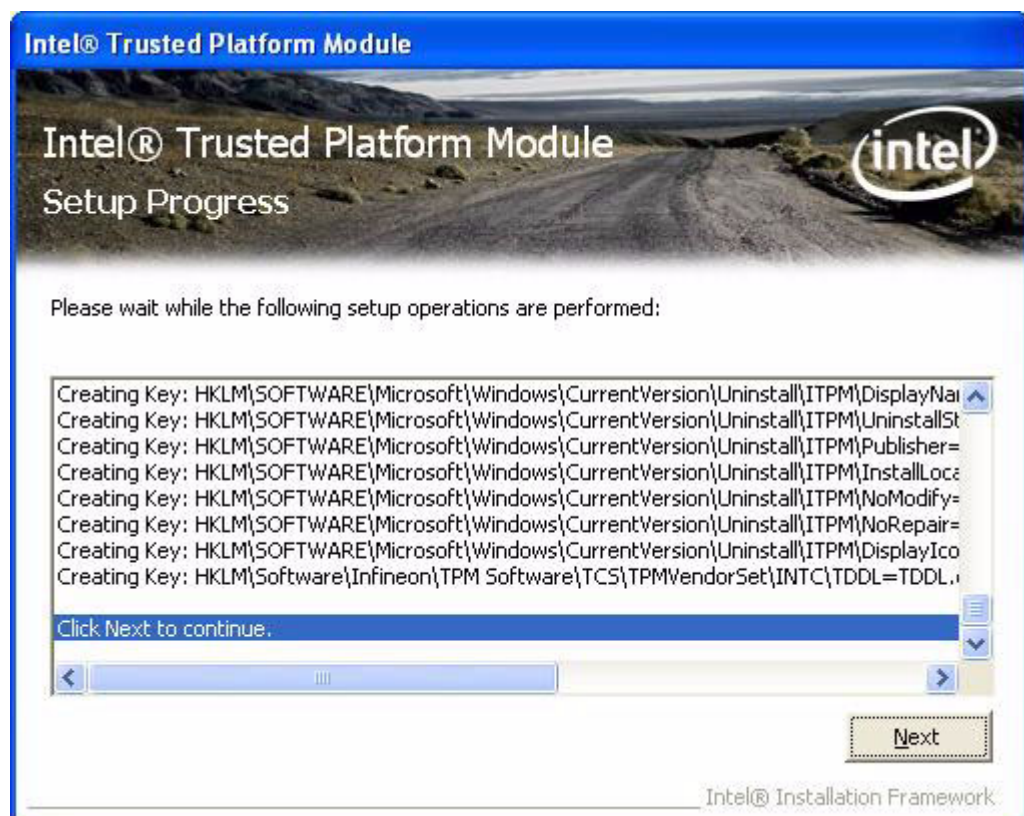 Intel® Trusted Platform Module
Intel® Trusted Platform Module
intel
Setup Progress
Please wait while the following setup operations are performed:
Creating Key: HKLM\SOFTWARE\Microsoft\Windows\CurrentVersion\Uninstall\ITPM\DisplayNa
Creating Key: HKLM\SOFTWARE\Microsoft\Windows\CurrentVersion\Uninstall\ITPM\UninstallSt
Creating Key: HKLM\SOFTWARE\Microsoft\Windows\CurrentVersion\Uninstall\ITPM\Publisher=
Creating Key: HKLM\SOFTWARE\Microsoft\Windows\CurrentVersion\Uninstall\ITPM\InstallLoca
Creating Key: HKLM\SOFTWARE\Microsoft\Windows\CurrentVersion\Uninstall\ITPM\NoModify=
Creating Key: HKLM\SOFTWARE\Microsoft\Windows\CurrentVersion\Uninstall\ITPM\NoRepair=
Creating Key: HKLM\SOFTWARE\Microsoft\Windows\CurrentVersion\Uninstall\ITPM\DisplayIco
Creating Key: HKLM\Software\Infineon\TPM Software\TCS\TPMVendorSet\INTC\TDDL=TDDL.
Click Next to continue.
Next
Intel® Installation Framework